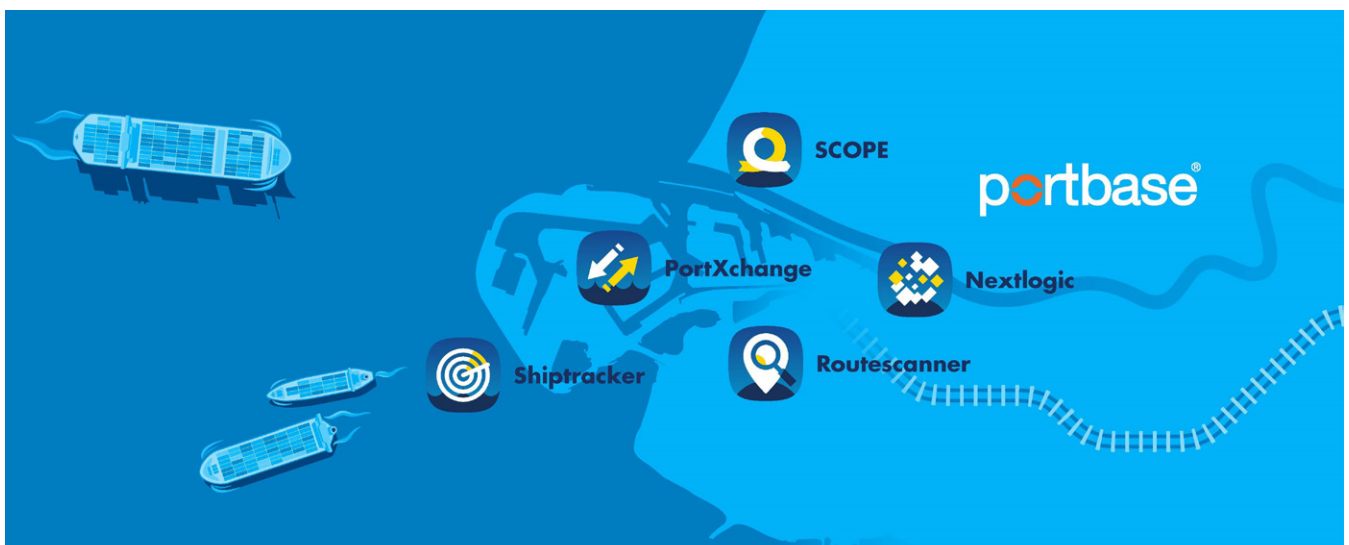 SCOPE
portbase®
PortXchange
Nextlogic
Shiptracker
Routescanner